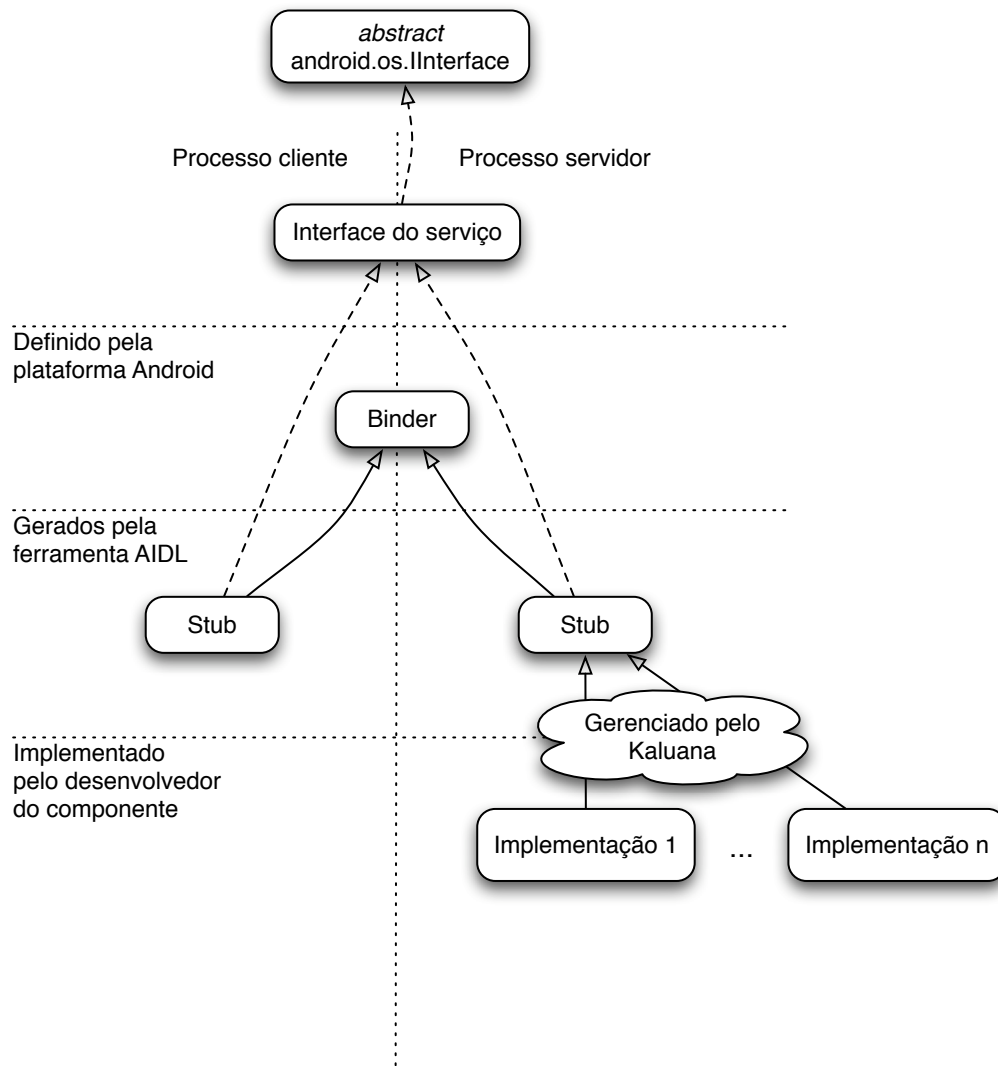 abstract
android.os.IInterface
Processo cliente
Processo servidor
Interface do serviço
Definido pela
plataforma Android
Binder
Gerados pela
ferramenta AIDL
Stub
Stub
Gerenciado pelo
Kaluana
Implementado
pelo desenvolvedor
do componente
Implementação 1
...
Implementação n